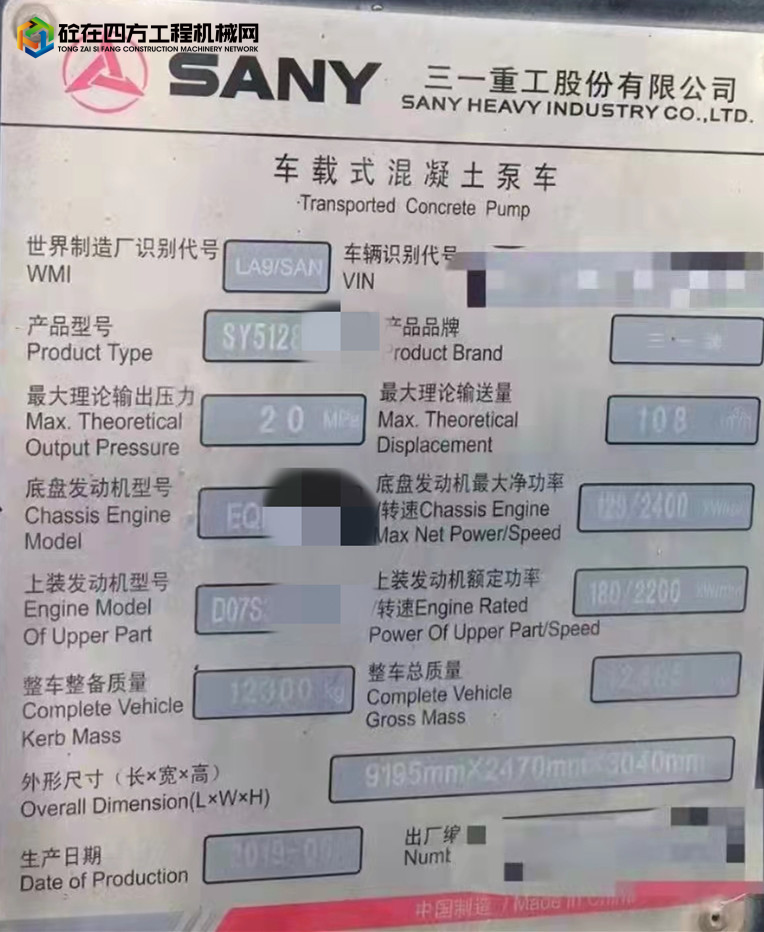 砼在四方工程机械网
TONG ZAI SI FANG CONSTRUCTION MACHINERY NETWORK
SANY 三一重工股份有限公司
SANY HEAVY INDUSTRY CO.,LTD.
车载式混凝土泵车
Transported Concrete Pump
世界制造厂识别代号 LA9/SAN 车辆识别代号
WMI VIN
产品型号 SY5128 产品品牌 三一牌
Product Type Product Brand
最大理论输出压力 20 MPa 最大理论输送量 108 m³/h
Max. Theoretical Max. Theoretical
Output Pressure Displacement
底盘发动机型号 底盘发动机最大净功率
Chassis Engine /转速Chassis Engine 129/2400
Model Max Net Power/Speed
上装发动机型号 D07S 上装发动机额定功率
Engine Model /转速Engine Rated 180/2200
Of Upper Part Power Of Upper Part/Speed
整车整备质量 12300 kg 整车总质量
Complete Vehicle Complete Vehicle
Kerb Mass Gross Mass
外形尺寸（长×宽×高） 9195mmX2470mmX3040mm
Overall Dimension(L×W×H)
生产日期 出厂编
Date of Production Num
中国制造 / Made in China